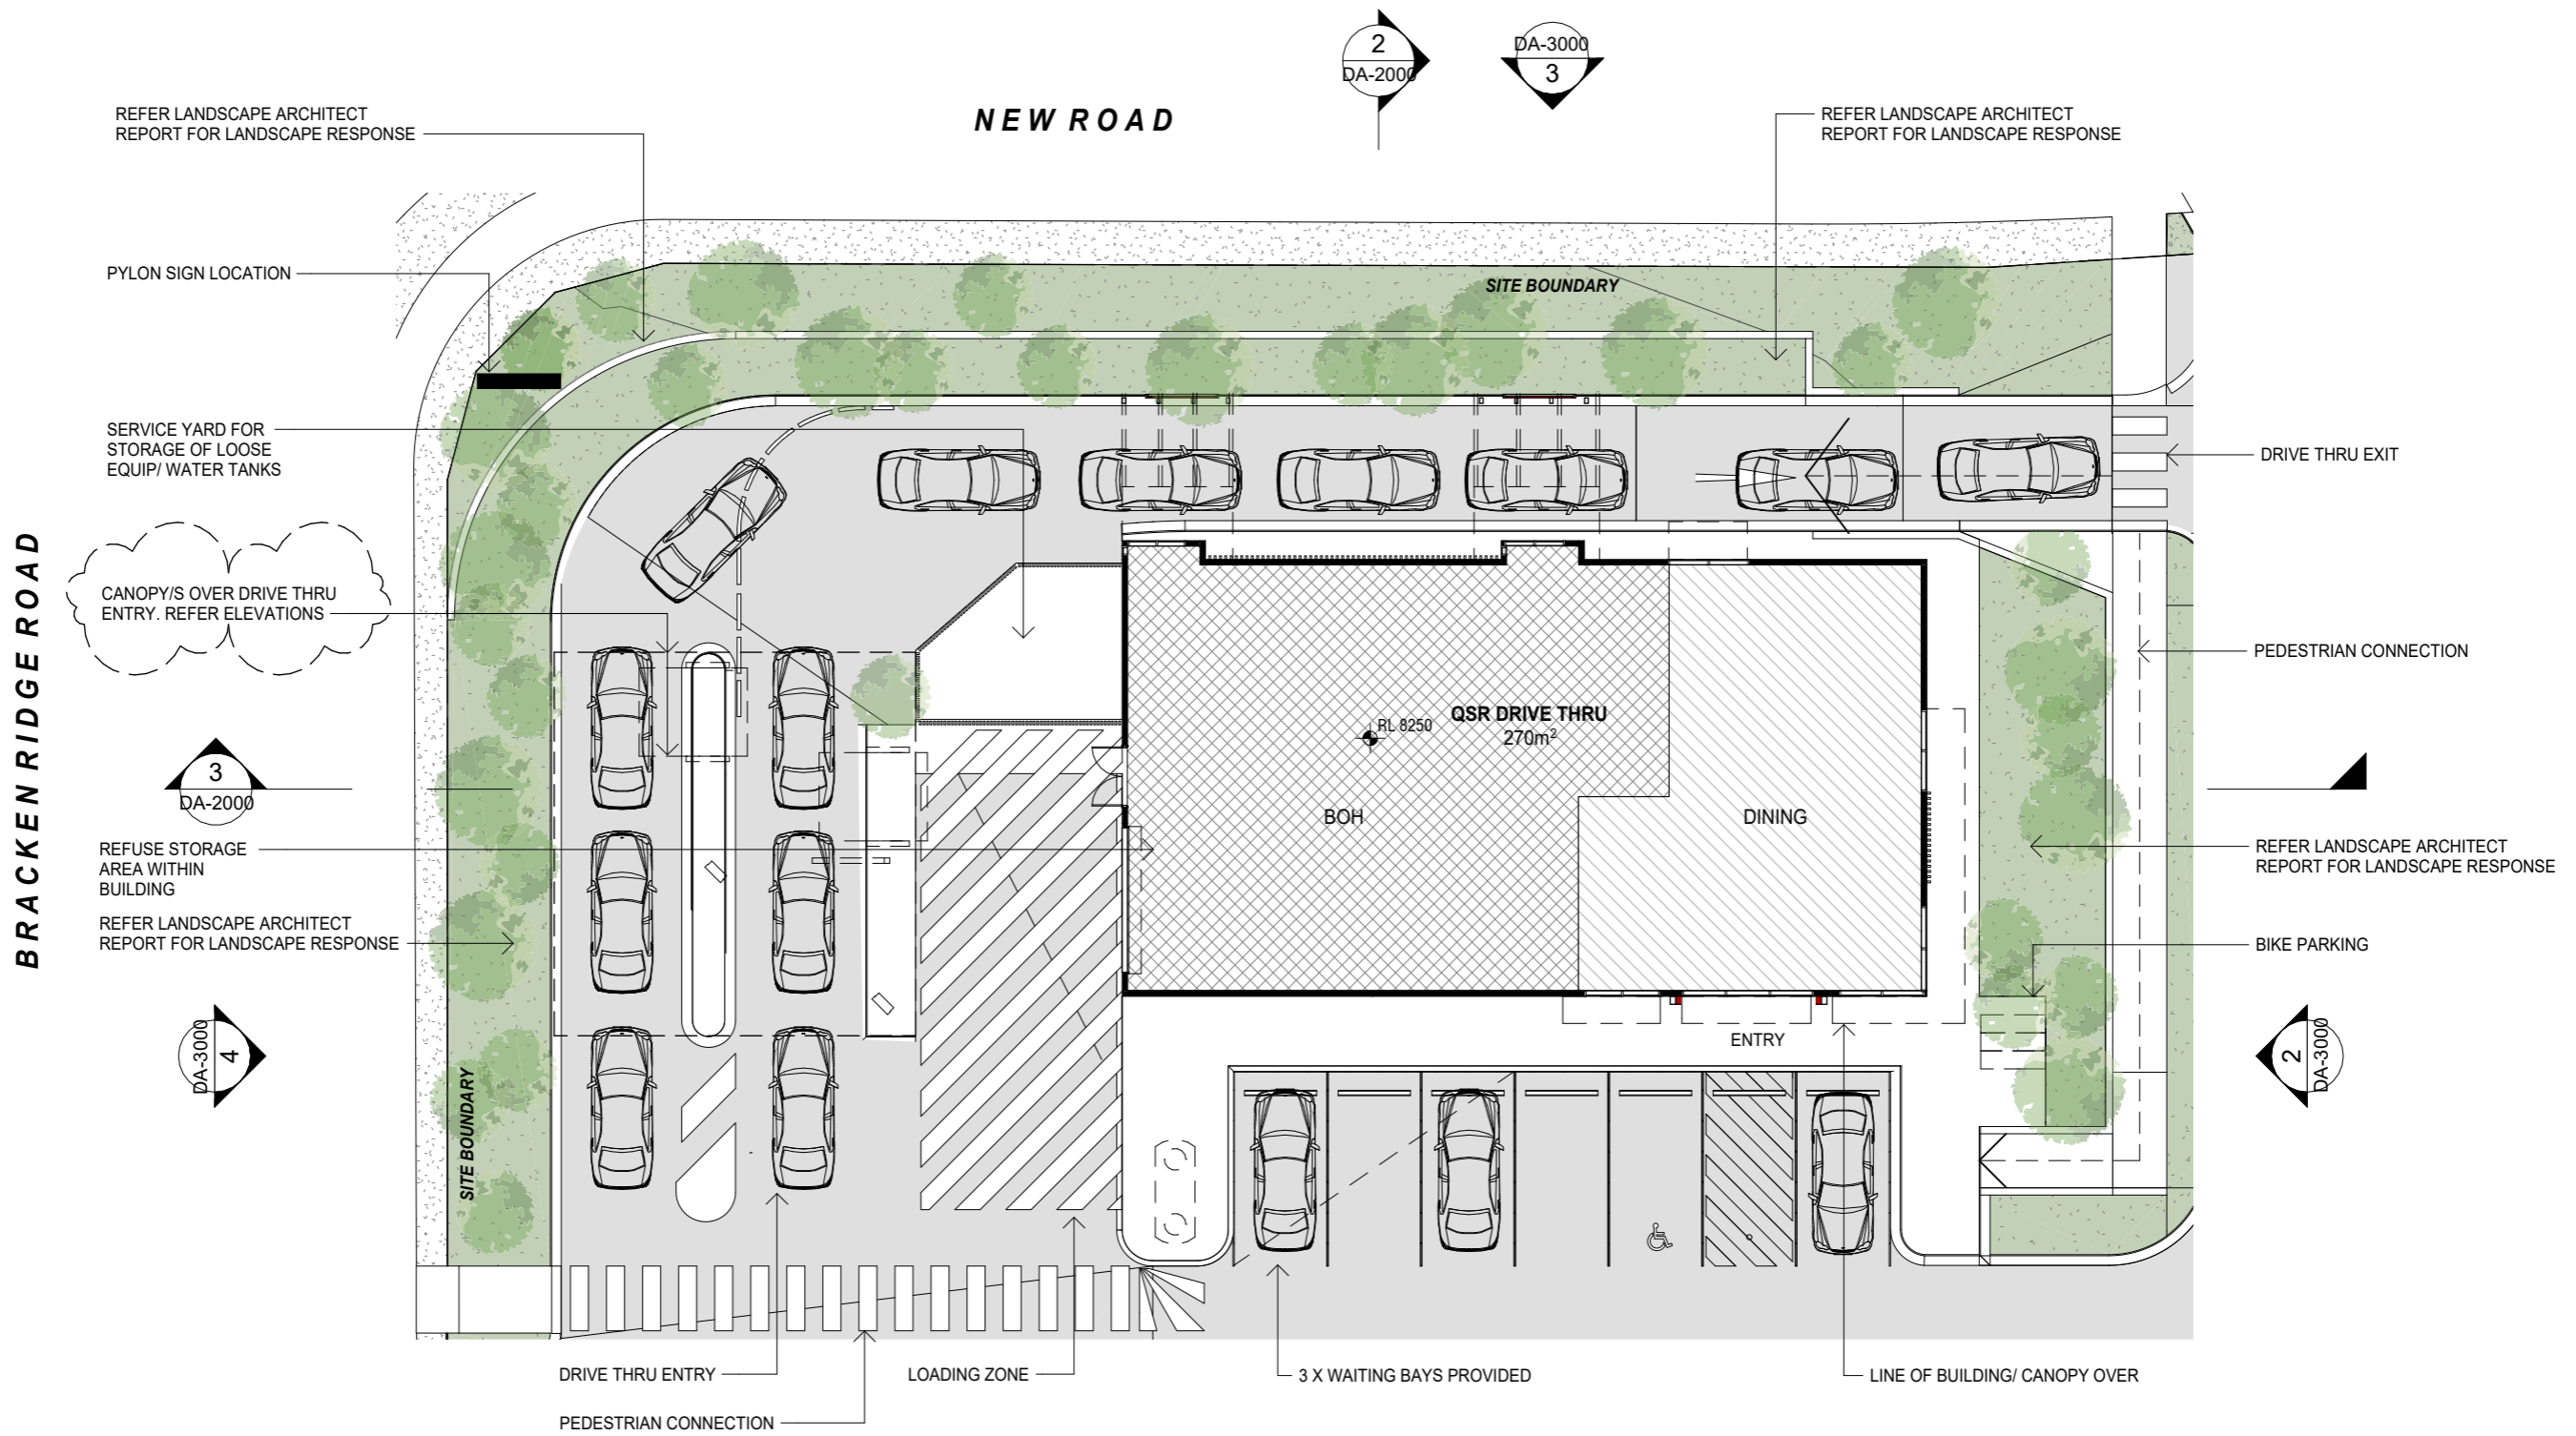 2
DA-2000
DA-3000
3
NEW ROAD
REFER LANDSCAPE ARCHITECT
REPORT FOR LANDSCAPE RESPONSE
REFER LANDSCAPE ARCHITECT
REPORT FOR LANDSCAPE RESPONSE
PYLON SIGN LOCATION
SITE BOUNDARY
SERVICE YARD FOR
STORAGE OF LOOSE
EQUIP/ WATER TANKS
DRIVE THRU EXIT
BRACKEN RIDGE ROAD
CANOPY/S OVER DRIVE THRU
ENTRY. REFER ELEVATIONS
PEDESTRIAN CONNECTION
QSR DRIVE THRU
270m²
RL 8250
3
DA-2000
BOH
DINING
REFUSE STORAGE
AREA WITHIN
BUILDING
REFER LANDSCAPE ARCHITECT
REPORT FOR LANDSCAPE RESPONSE
REFER LANDSCAPE ARCHITECT
REPORT FOR LANDSCAPE RESPONSE
BIKE PARKING
DA-3000
4
ENTRY
2
DA-3000
SITE BOUNDARY
DRIVE THRU ENTRY
LOADING ZONE
3 X WAITING BAYS PROVIDED
LINE OF BUILDING/ CANOPY OVER
PEDESTRIAN CONNECTION